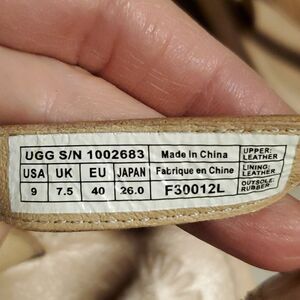 UGG S/N 1002683 Made in China UPPER: LEATHER
USA UK EU JAPAN Fabrique en Chine LINING: LEATHER
9 7.5 40 26.0 F30012L OUTSOLE: RUBBER